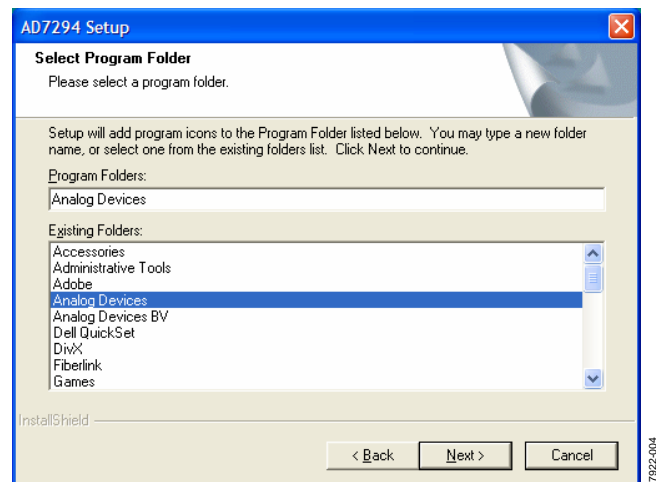 AD7294 Setup
Select Program Folder
Please select a program folder.
Setup will add program icons to the Program Folder listed below. You may type a new folder
name, or select one from the existing folders list. Click Next to continue.
Program Folders:
Analog Devices
Existing Folders:
Accessories
Administrative Tools
Adobe
Analog Devices
Analog Devices BV
Dell QuickSet
DivX
Fiberlink
Games
InstallShield
< Back
Next >
Cancel
7922-004